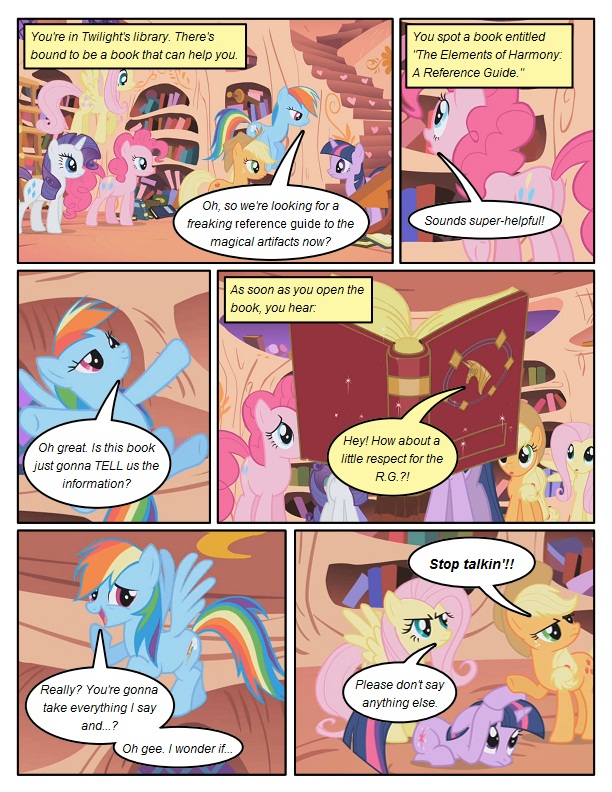 You're in Twilight's library. There's
bound to be a book that can help you.
Oh, so we're looking for a
freaking reference guide to the
magical artifacts now?
You spot a book entitled
"The Elements of Harmony:
A Reference Guide."
Sounds super-helpful!
Oh great. Is this book
just gonna TELL us the
information?
As soon as you open the
book, you hear:
Hey! How about a
little respect for the
R.G.?!
Really? You're gonna
take everything I say
and...?
Oh gee. I wonder if...
Stop talkin'!!
Please don't say
anything else.